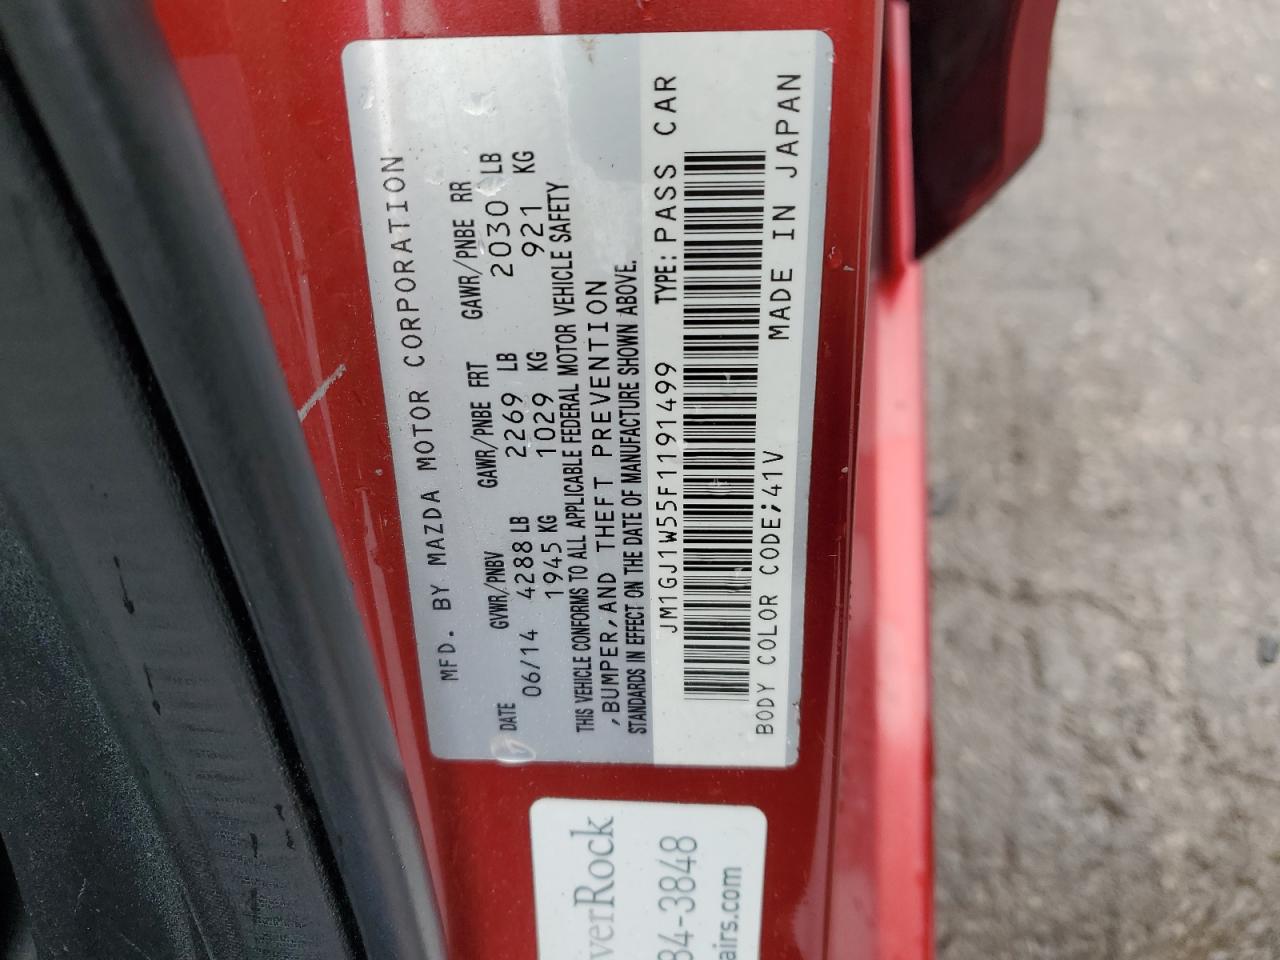 MFD. BY MAZDA MOTOR CORPORATION
DATE GVWR/PNBV GAWR/PNBE FRT GAWR/PNBE RR
06/14 4288 LB 2269 LB 2030 LB
1945 KG 1029 KG 921 KG
THIS VEHICLE CONFORMS TO ALL APPLICABLE FEDERAL MOTOR VEHICLE SAFETY
,BUMPER,AND THEFT PREVENTION
STANDARDS IN EFFECT ON THE DATE OF MANUFACTURE SHOWN ABOVE.
JM1GJ1W55F1191499 TYPE: PASS CAR
BODY COLOR CODE;41V MADE IN JAPAN
verRock
84-3848
airs.com